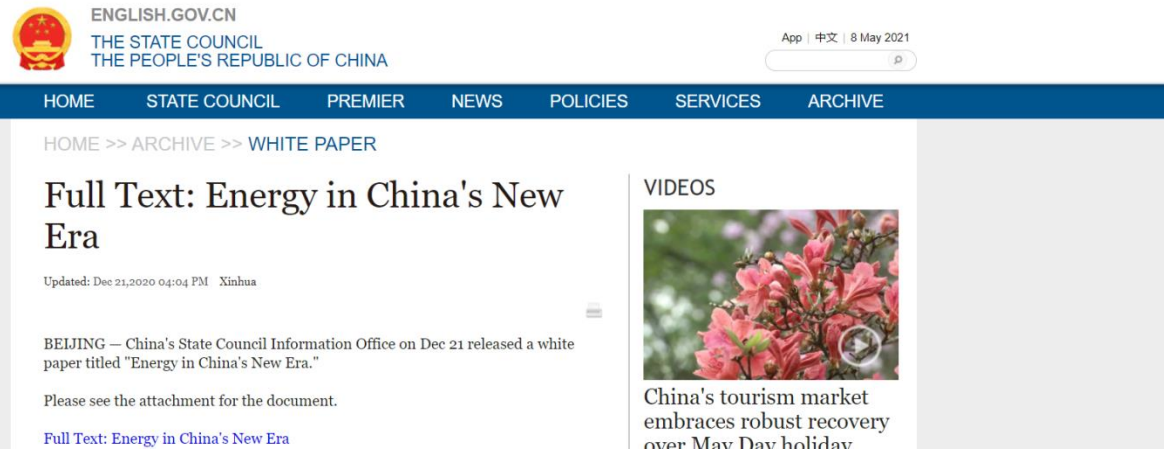 ENGLISH.GOV.CN
THE STATE COUNCIL
THE PEOPLE'S REPUBLIC OF CHINA
App | 中文 | 8 May 2021
HOME STATE COUNCIL PREMIER NEWS POLICIES SERVICES ARCHIVE
HOME >> ARCHIVE >> WHITE PAPER
Full Text: Energy in China's New
Era
Updated: Dec 21,2020 04:04 PM Xinhua
BEIJING — China's State Council Information Office on Dec 21 released a white
paper titled "Energy in China's New Era."
Please see the attachment for the document.
Full Text: Energy in China's New Era
VIDEOS
China's tourism market
embraces robust recovery
over May Day holiday